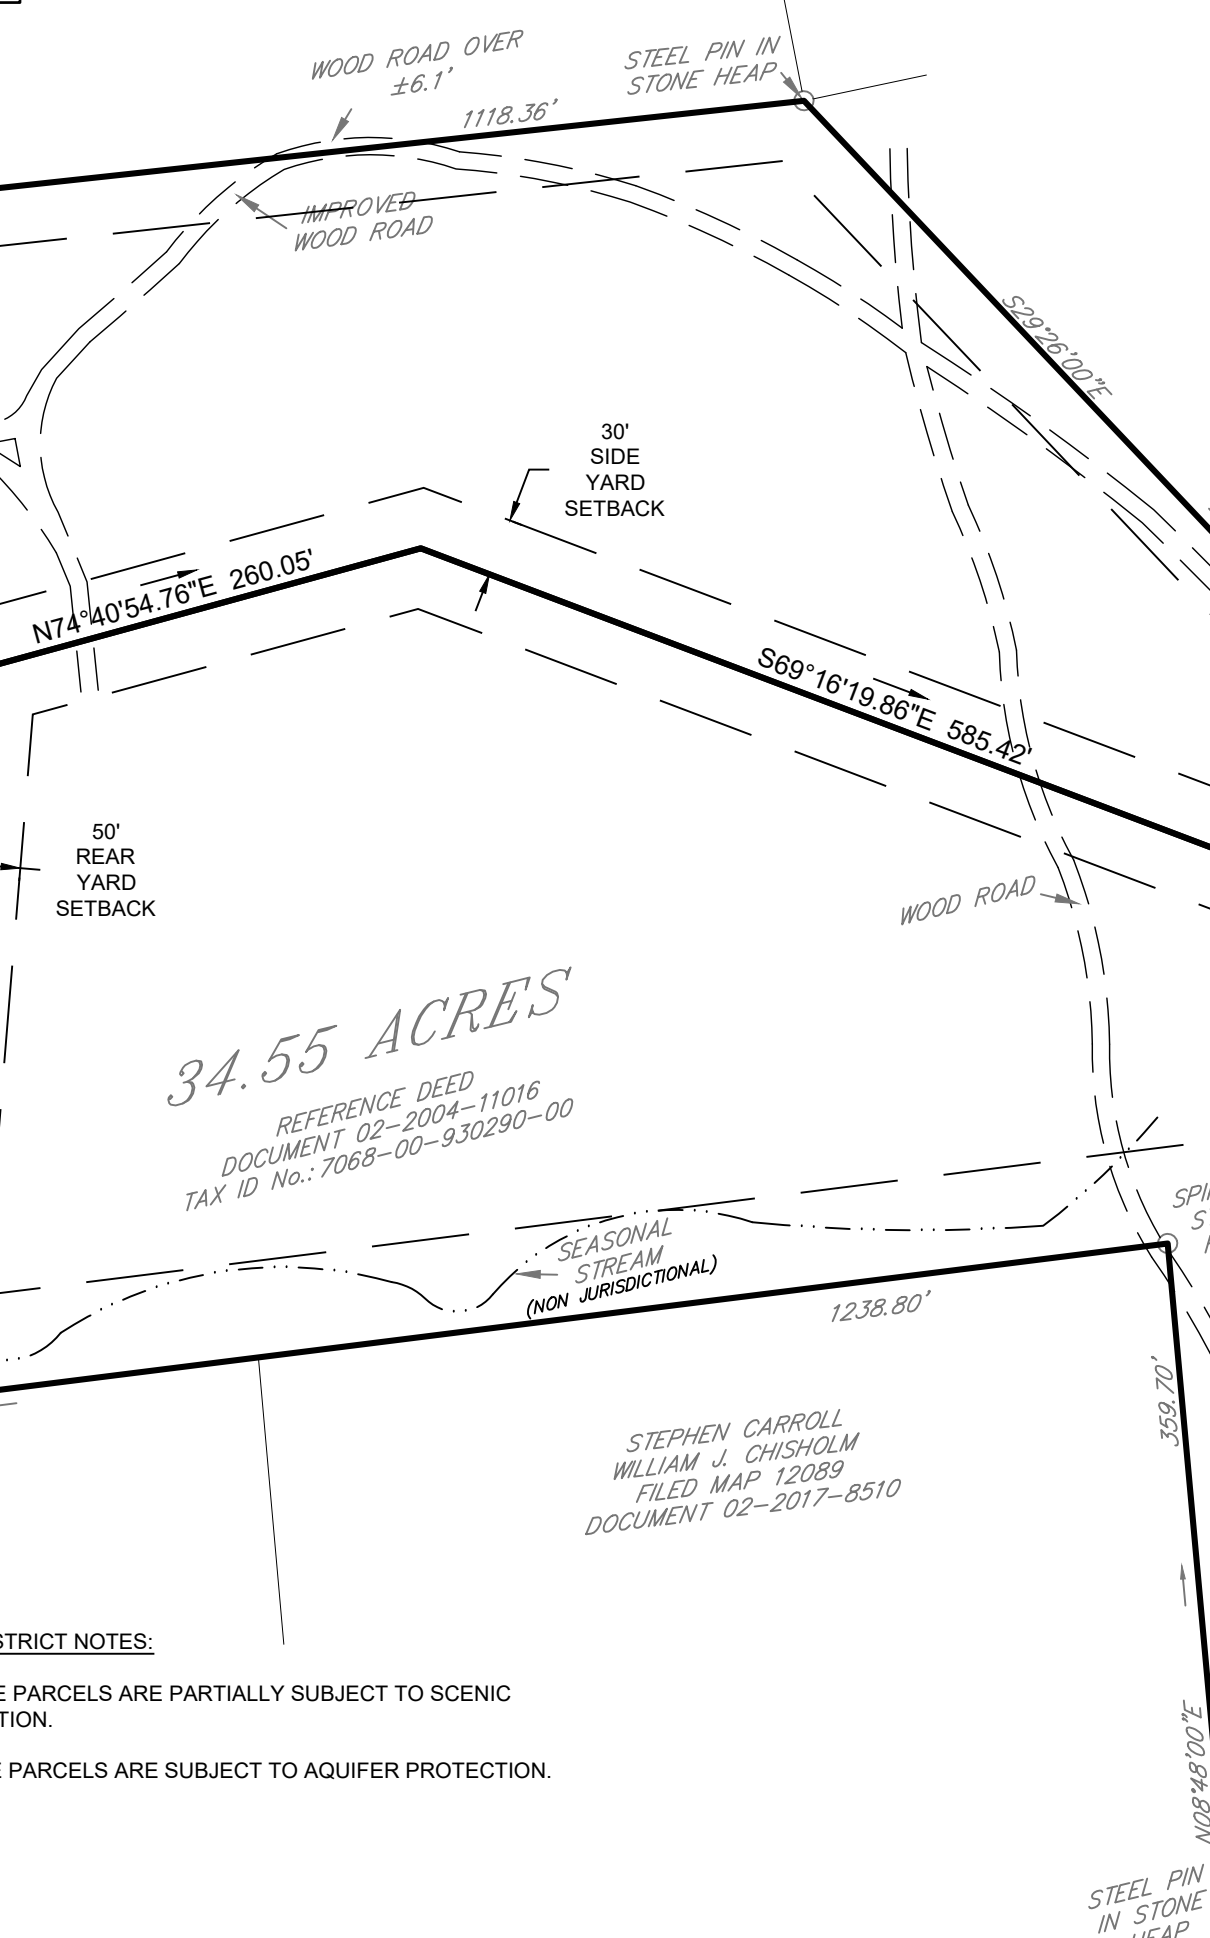 WOOD ROAD OVER
±6.1'
STEEL PIN IN
STONE HEAP
1118.36'
IMPROVED
WOOD ROAD
S29°26'00"E
30'
SIDE
YARD
SETBACK
N74°40'54.76"E 260.05'
S69°16'19.86"E 585.42'
50'
REAR
YARD
SETBACK
WOOD ROAD
34.55 ACRES
REFERENCE DEED
DOCUMENT 02-2004-11016
TAX ID No.: 7068-00-930290-00
SEASONAL
STREAM
(NON JURISDICTIONAL)
1238.80'
359.70'
STEPHEN CARROLL
WILLIAM J. CHISHOLM
FILED MAP 12089
DOCUMENT 02-2017-8510
STRICT NOTES:
E PARCELS ARE PARTIALLY SUBJECT TO SCENIC
TION.
E PARCELS ARE SUBJECT TO AQUIFER PROTECTION.
N08°48'00"E
STEEL PIN
IN STONE
HEAP